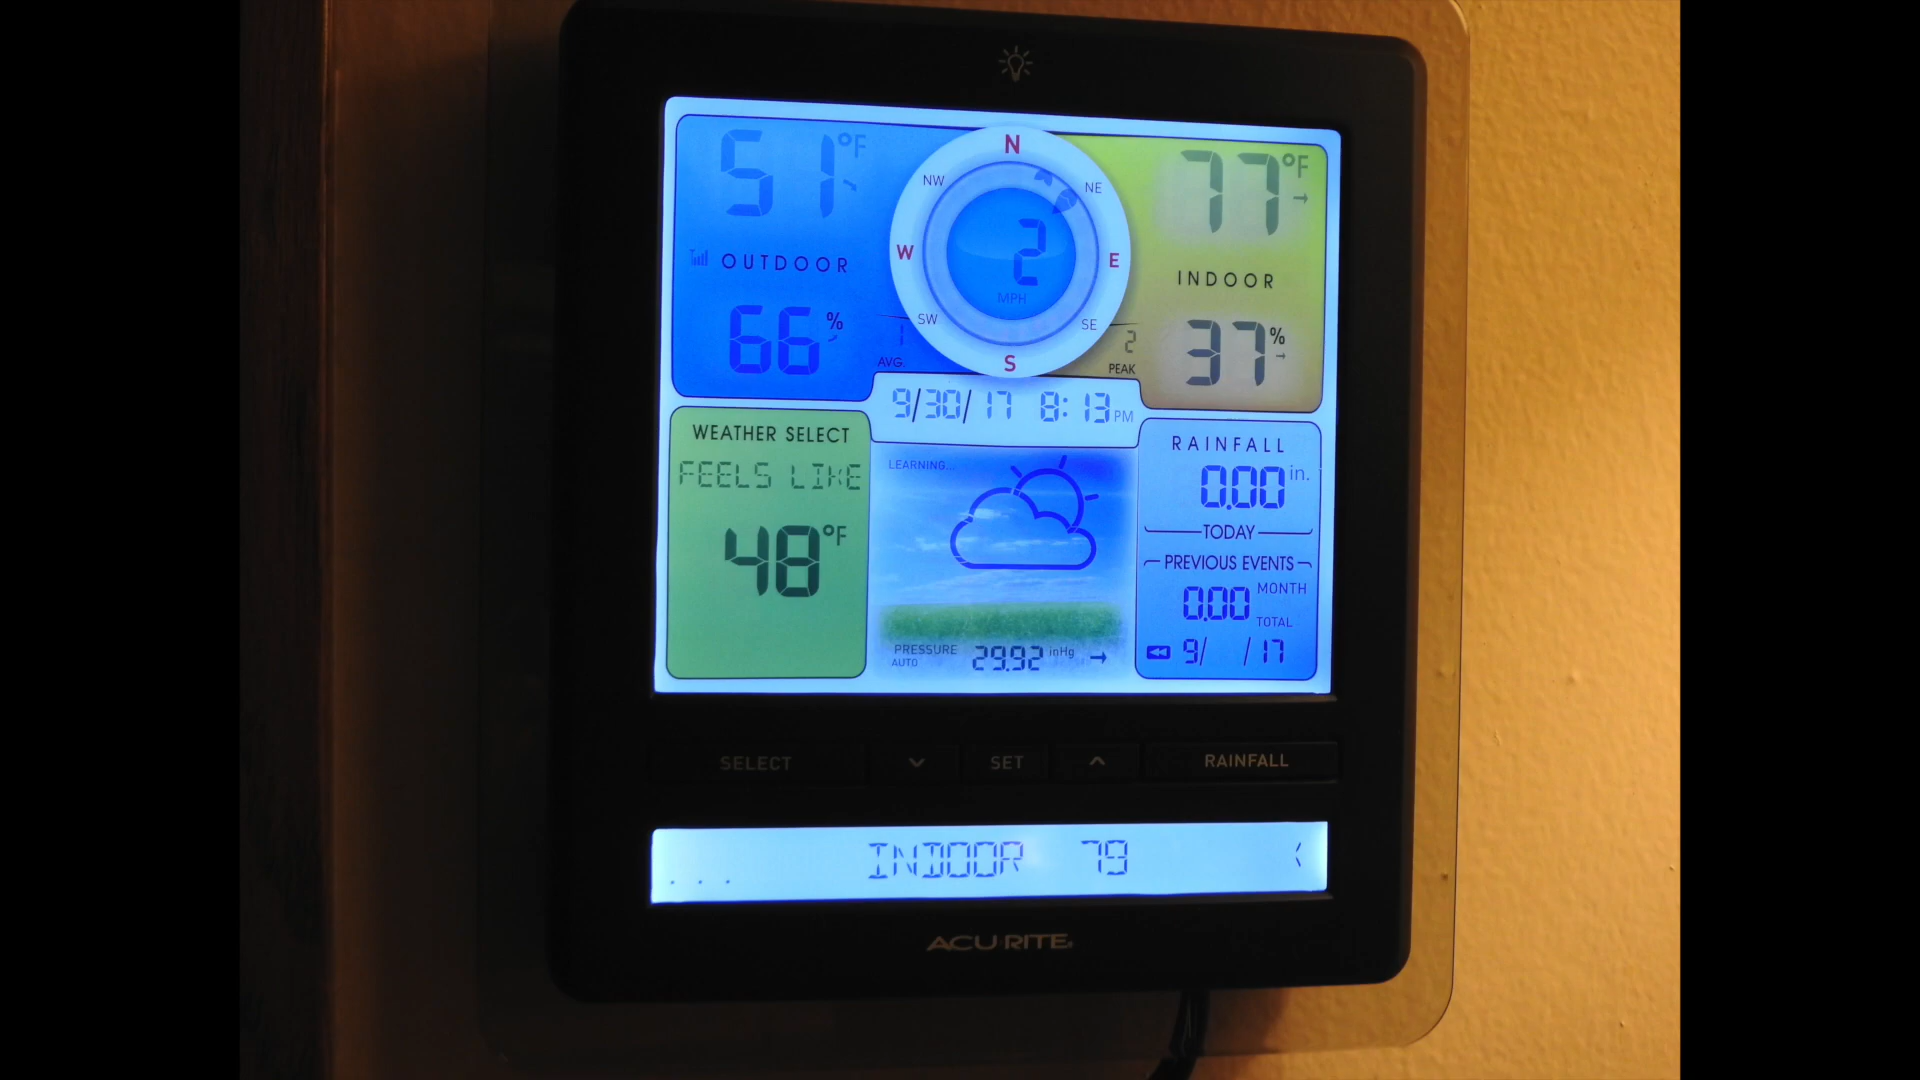 51°F
OUTDOOR
66%
N
NW NE
W E
SW SE
S
2
MPH
1
AVG.
2
PEAK
77°F
INDOOR
37%
9/30/17 8:13 PM
WEATHER SELECT
FEELS LIKE
48°F
LEARNING...
PRESSURE
AUTO
29.92 inHg
RAINFALL
0.00 in.
TODAY
PREVIOUS EVENTS
0.00 MONTH
TOTAL
9/ /17
SELECT SET RAINFALL
... INDOOR 79
ACURITE